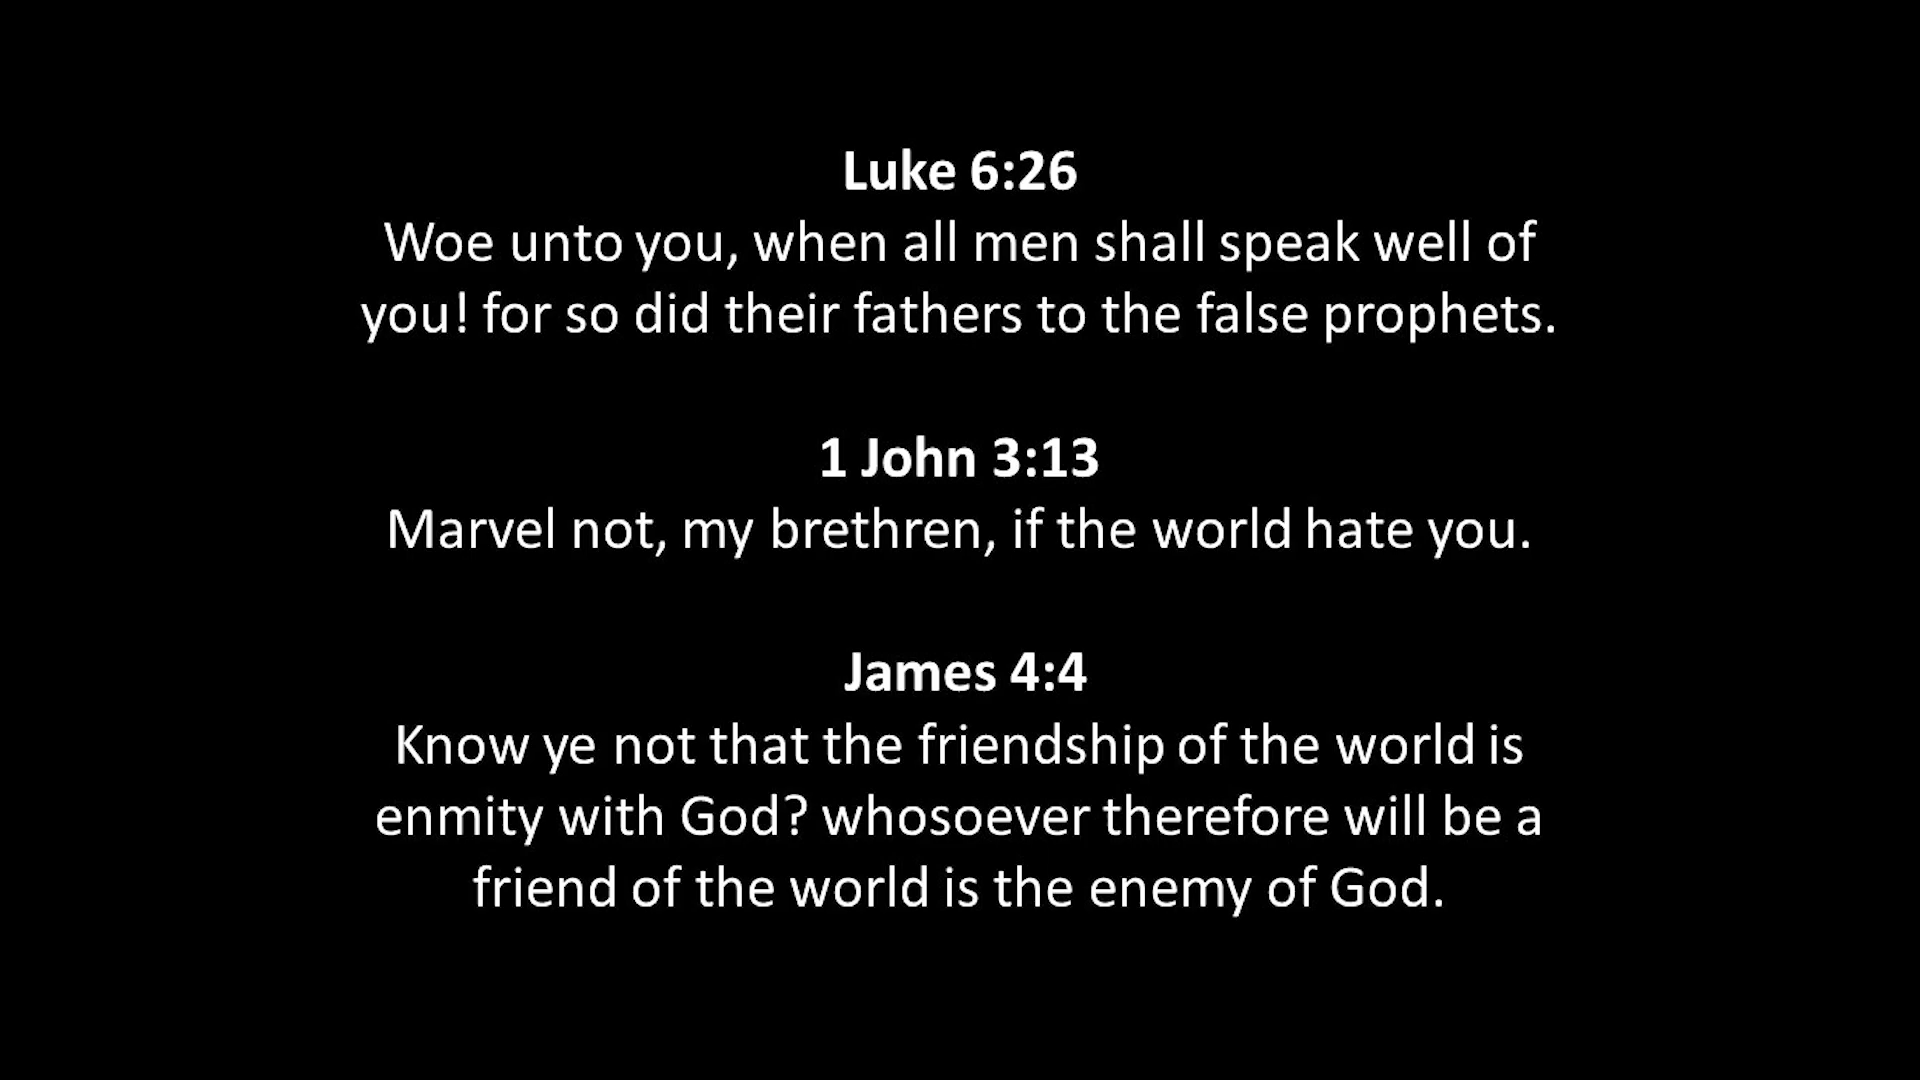 Luke 6:26
Woe unto you, when all men shall speak well of
you! for so did their fathers to the false prophets.
1 John 3:13
Marvel not, my brethren, if the world hate you.
James 4:4
Know ye not that the friendship of the world is
enmity with God? whosoever therefore will be a
friend of the world is the enemy of God.